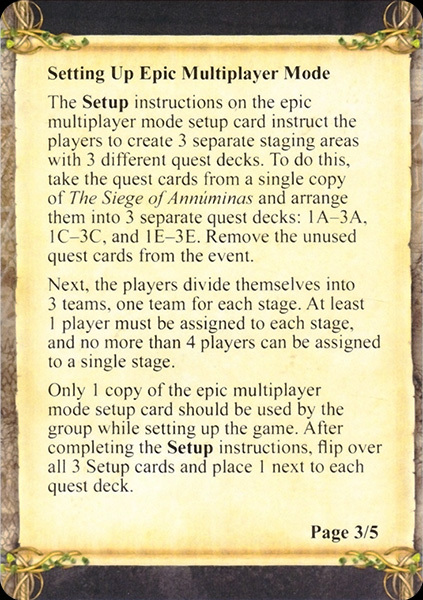 Setting Up Epic Multiplayer Mode
The Setup instructions on the epic
multiplayer mode setup card instruct the
players to create 3 separate staging areas
with 3 different quest decks. To do this,
take the quest cards from a single copy
of The Siege of Annúminas and arrange
them into 3 separate quest decks: 1A–3A,
1C–3C, and 1E–3E. Remove the unused
quest cards from the event.
Next, the players divide themselves into
3 teams, one team for each stage. At least
1 player must be assigned to each stage,
and no more than 4 players can be assigned
to a single stage.
Only 1 copy of the epic multiplayer
mode setup card should be used by the
group while setting up the game. After
completing the Setup instructions, flip over
all 3 Setup cards and place 1 next to each
quest deck.
Page 3/5